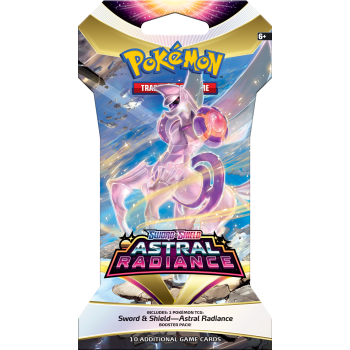 POKÉMON
6+
TRADING CARD GAME
SWORD & SHIELD
ASTRAL
RADIANCE
INCLUDES: 1 POKÉMON TCG:
Sword & Shield—Astral Radiance
BOOSTER PACK!
10 ADDITIONAL GAME CARDS